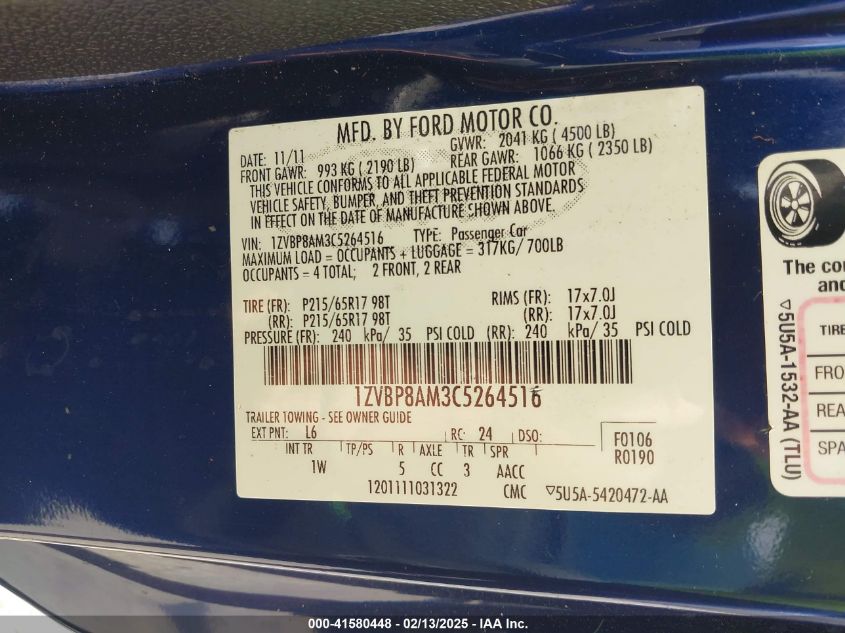 MFD. BY FORD MOTOR CO.
DATE: 11/11 GVWR: 2041 KG ( 4500 LB)
FRONT GAWR: 993 KG ( 2190 LB) REAR GAWR: 1066 KG ( 2350 LB)
THIS VEHICLE CONFORMS TO ALL APPLICABLE FEDERAL MOTOR
VEHICLE SAFETY, BUMPER, AND THEFT PREVENTION STANDARDS
IN EFFECT ON THE DATE OF MANUFACTURE SHOWN ABOVE.
VIN: 1ZVBP8AM3C5264516 TYPE: Passenger Car
MAXIMUM LOAD = OCCUPANTS + LUGGAGE = 317KG/ 700LB
OCCUPANTS = 4 TOTAL; 2 FRONT, 2 REAR
TIRE (FR): P215/65R17 98T RIMS (FR): 17x7.0J
(RR): P215/65R17 98T (RR): 17x7.0J
PRESSURE (FR): 240 kPa/ 35 PSI COLD (RR): 240 kPa/ 35 PSI COLD
1ZVBP8AM3C5264516
TRAILER TOWING - SEE OWNER GUIDE
EXT PNT: L6 RC: 24 DSO: F0106
INT TR TP/PS R AXLE TR SPR R0190
1W 5 CC 3 AACC
1201111031322 CMC ▽5U5A-5420472-AA
The co
and
▽5U5A-1532-AA (TLU)
TIRE
FRO
REA
SPA
000-41580448 - 02/13/2025 - IAA Inc.